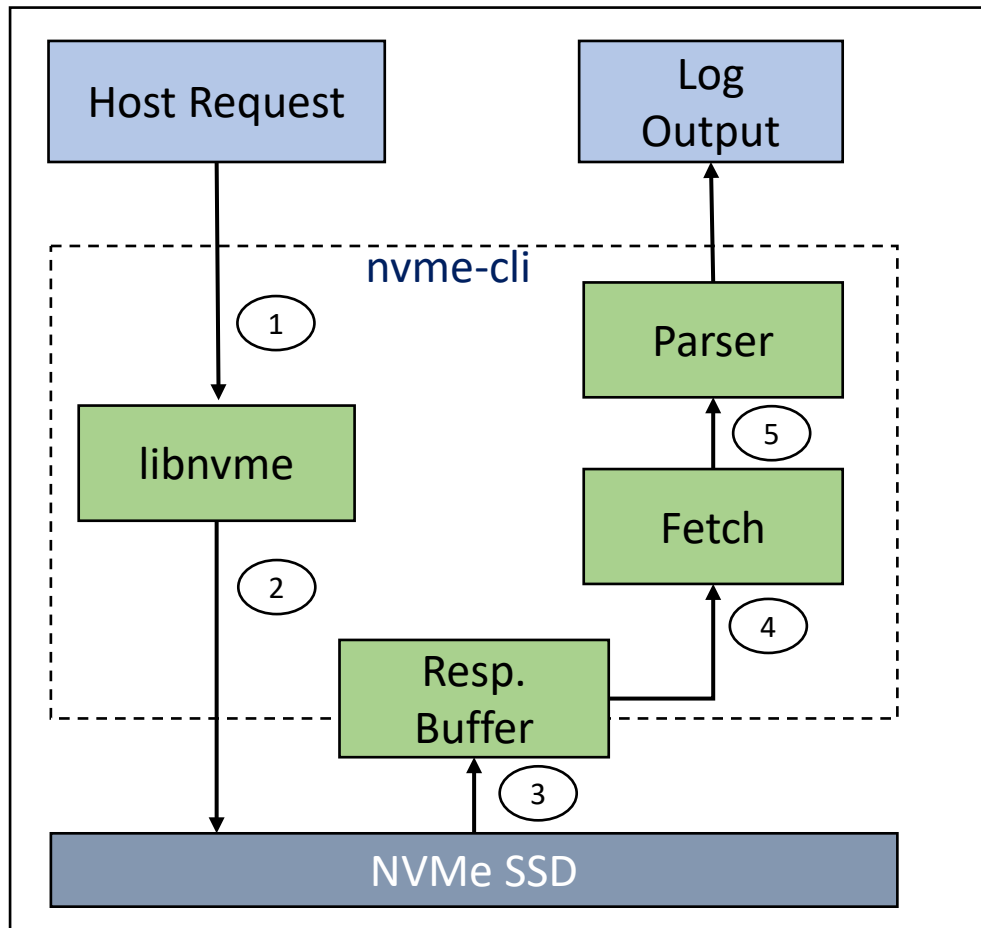 Host Request
Log
Output
nvme-cli
1
Parser
libnvme
5
Fetch
2
4
Resp.
Buffer
3
NVMe SSD